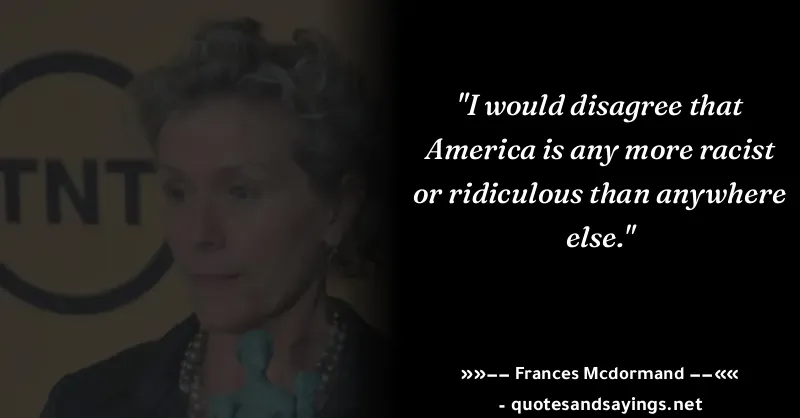 TNT
"I would disagree that
America is any more racist
or ridiculous than anywhere
else."
»»–– Frances Mcdormand ––««
- quotesandsayings.net